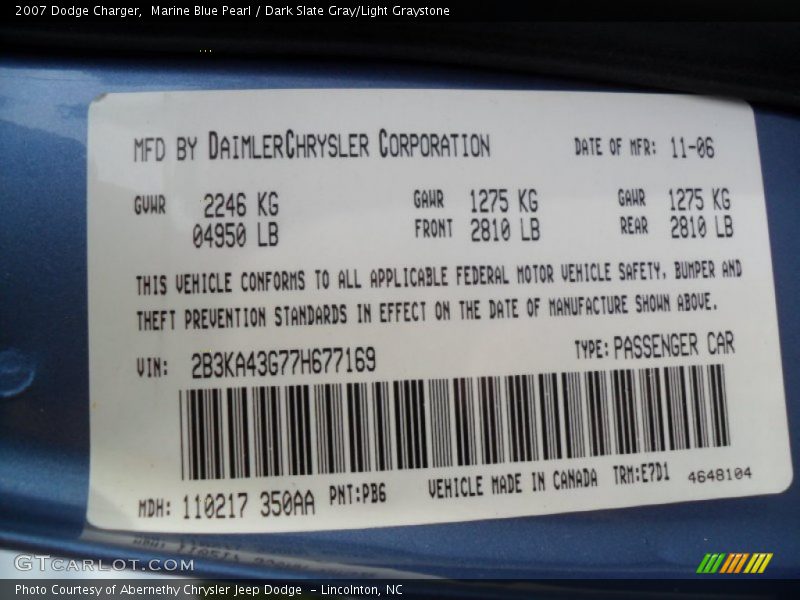 2007 Dodge Charger, Marine Blue Pearl / Dark Slate Gray/Light Graystone
MFD BY DAIMLERCHRYSLER CORPORATION DATE OF MFR: 11-06
GVWR 2246 KG GAWR 1275 KG GAWR 1275 KG
04950 LB FRONT 2810 LB REAR 2810 LB
THIS VEHICLE CONFORMS TO ALL APPLICABLE FEDERAL MOTOR VEHICLE SAFETY, BUMPER AND
THEFT PREVENTION STANDARDS IN EFFECT ON THE DATE OF MANUFACTURE SHOWN ABOVE.
VIN: 2B3KA43G77H677169 TYPE: PASSENGER CAR
MDH: 110217 350AA PNT:PB6 VEHICLE MADE IN CANADA TRM:E7D1 4648104
GTCARLOT.COM
Photo Courtesy of Abernethy Chrysler Jeep Dodge - Lincolnton, NC